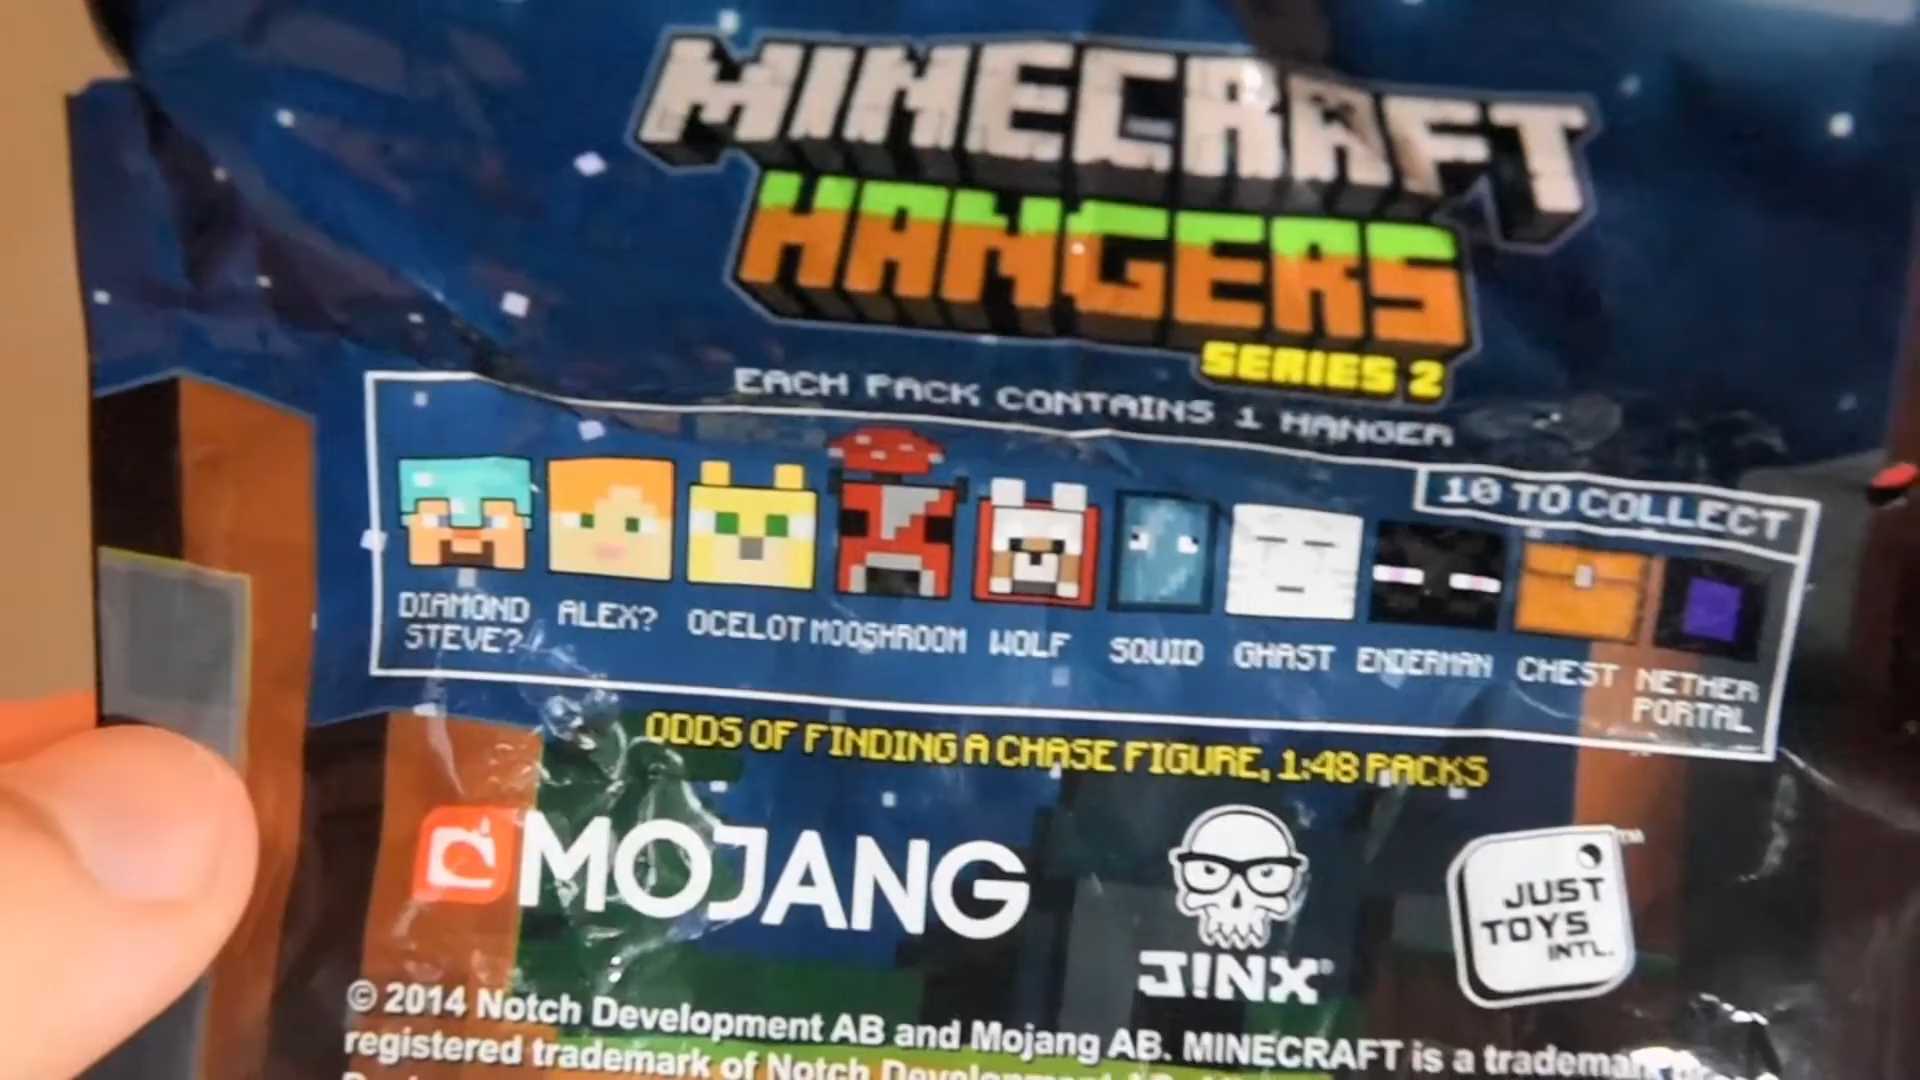 MINECRAFT
HANGERS
SERIES 2
EACH PACK CONTAINS 1 HANGER
10 TO COLLECT
DIAMOND STEVE?
ALEX?
OCELOT
MOOSHROOM
WOLF
SQUID
GHAST
ENDERMAN
CHEST
NETHER PORTAL
ODDS OF FINDING A CHASE FIGURE, 1:48 PACKS
MOJANG
J!NX®
JUST TOYS INTL.™
© 2014 Notch Development AB and Mojang AB. MINECRAFT is a trademark
registered trademark of Notch Development